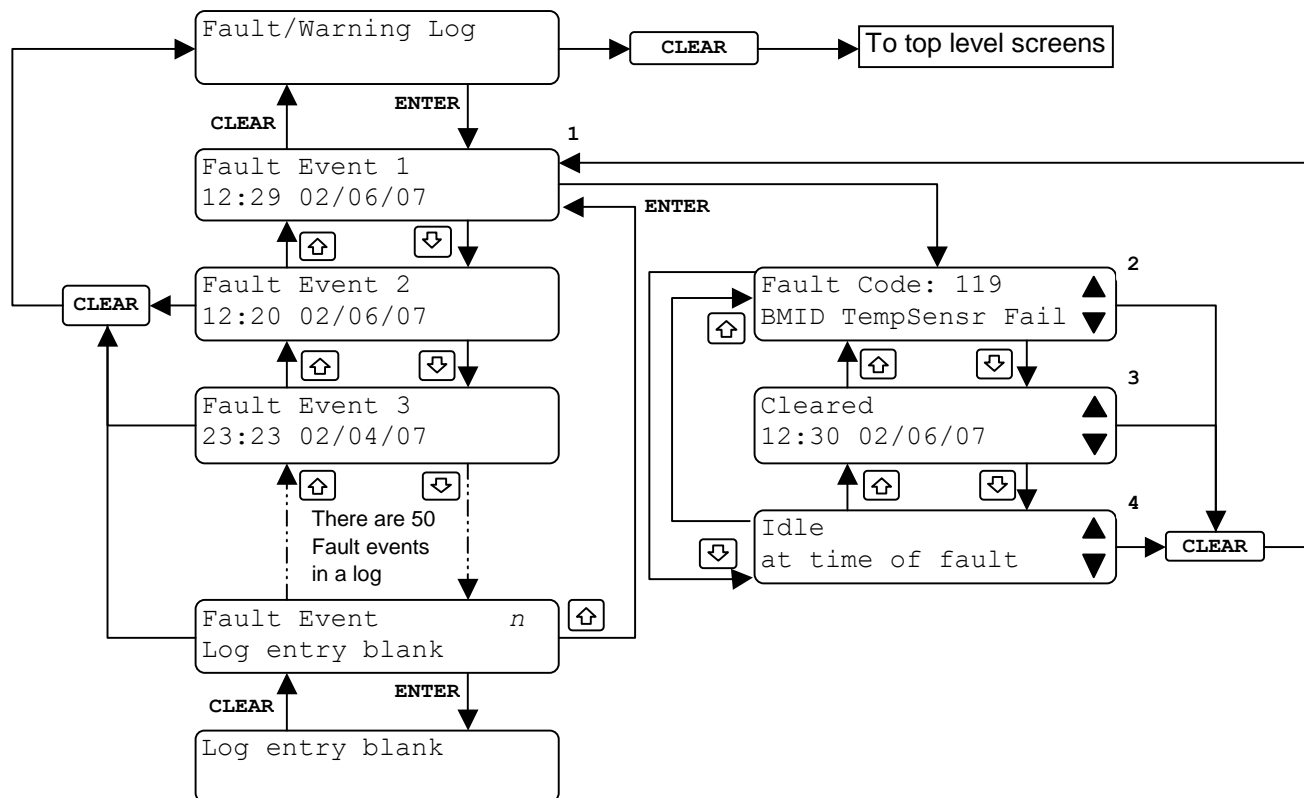 Fault/Warning Log
CLEAR
To top level screens
CLEAR
ENTER
1
Fault Event 1
12:29 02/06/07
ENTER
Fault Event 2
12:20 02/06/07
CLEAR
Fault Event 3
23:23 02/04/07
There are 50
Fault events
in a log
Fault Event n
Log entry blank
CLEAR
ENTER
Log entry blank
2
Fault Code: 119
BMID TempSensr Fail
3
Cleared
12:30 02/06/07
4
Idle
at time of fault
CLEAR